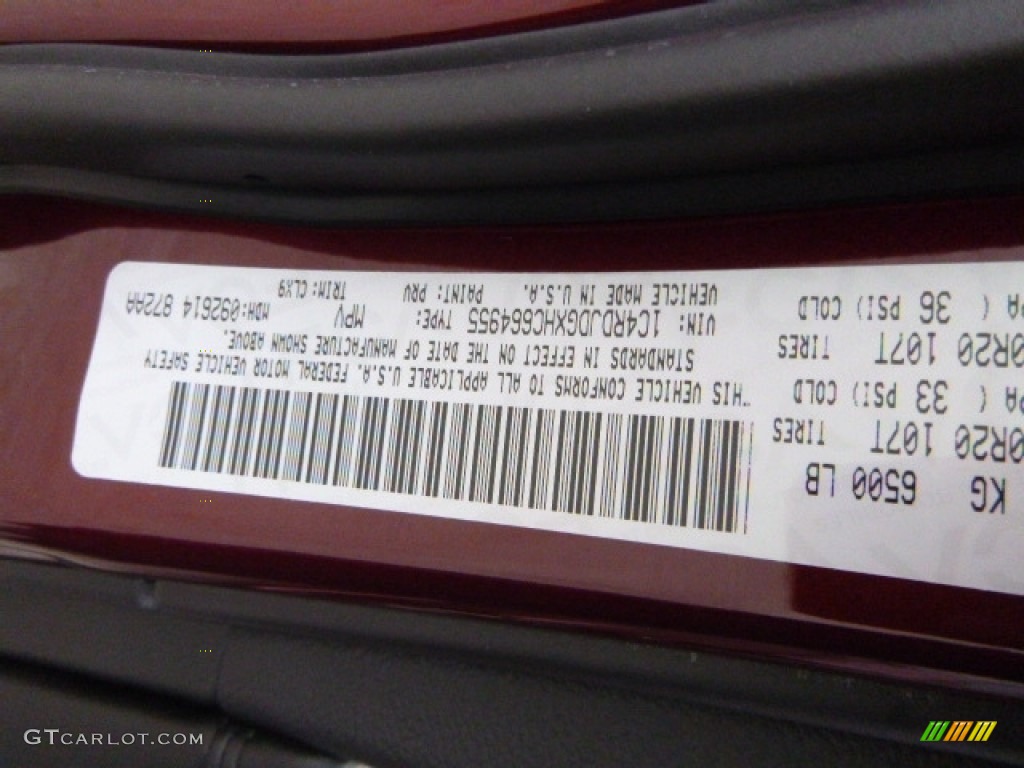 KG 6500 LB
0R20 107T TIRES
PA ( 33 PSI) COLD
0R20 107T TIRES
PA ( 36 PSI) COLD
THIS VEHICLE CONFORMS TO ALL APPLICABLE U.S.A. FEDERAL MOTOR VEHICLE SAFETY
STANDARDS IN EFFECT ON THE DATE OF MANUFACTURE SHOWN ABOVE.
VIN: 1C4RDJDGXHC664955 TYPE: MPV MDH:092614 872AA
VEHICLE MADE IN U.S.A. PAINT: PRV TRIM:CLX9
GTCARLOT.COM